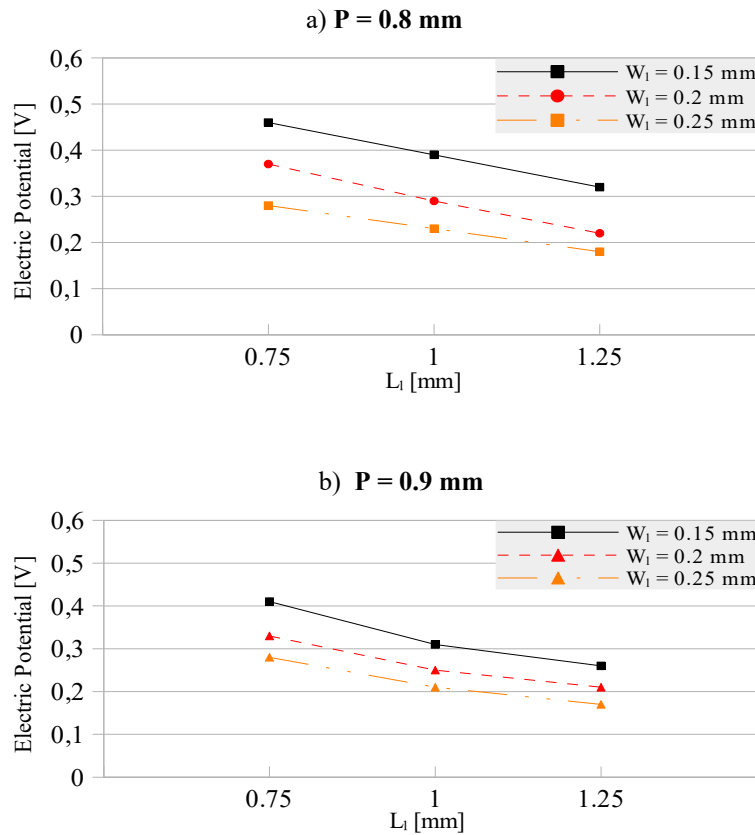 a) P = 0.8 mm
0,6
0,5
0,4
0,3
0,2
0,1
0
Electric Potential [V]
W₁ = 0.15 mm
W₁ = 0.2 mm
W₁ = 0.25 mm
0.75 1 1.25
L₁ [mm]
b) P = 0.9 mm
0,6
0,5
0,4
0,3
0,2
0,1
0
Electric Potential [V]
W₁ = 0.15 mm
W₁ = 0.2 mm
W₁ = 0.25 mm
0.75 1 1.25
L₁ [mm]